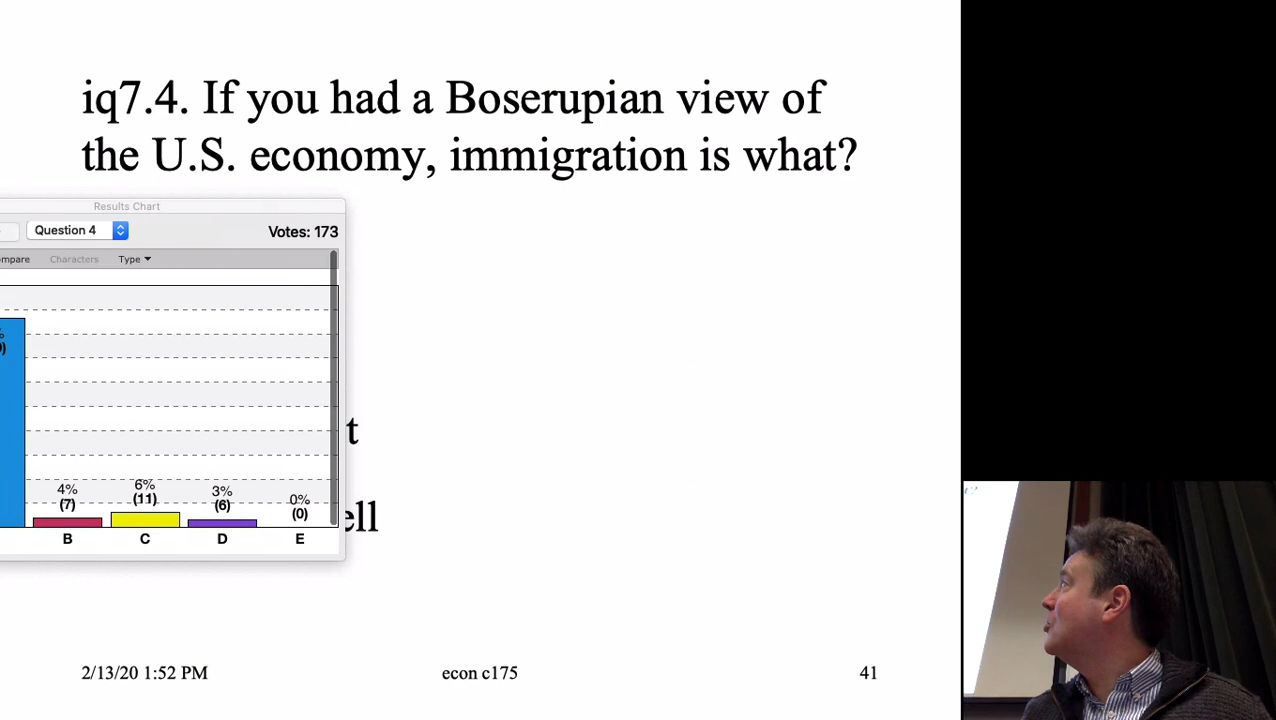 iq7.4. If you had a Boserupian view of
the U.S. economy, immigration is what?
Results Chart
Question 4
Votes: 173
Characters
Type
4%
(7)
6%
(11)
3%
(6)
0%
(0)
B
C
D
E
2/13/20 1:52 PM
econ c175
41